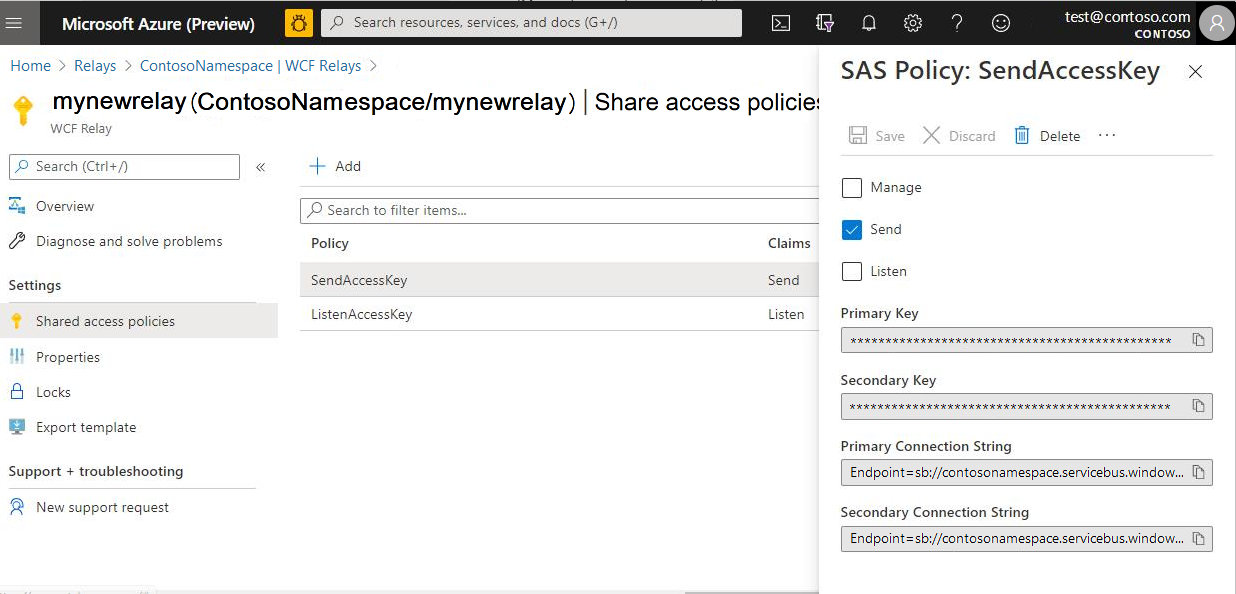 Microsoft Azure (Preview)
Search resources, services, and docs (G+/)
test@contoso.com
CONTOSO
Home > Relays > ContosoNamespace | WCF Relays >
mynewrelay (ContosoNamespace/mynewrelay) | Share access policies
WCF Relay
Search (Ctrl+/)
«
Overview
Diagnose and solve problems
Settings
Shared access policies
Properties
Locks
Export template
Support + troubleshooting
New support request
+ Add
Search to filter items...
Policy Claims
SendAccessKey Send
ListenAccessKey Listen
SAS Policy: SendAccessKey
Save Discard Delete ...
Manage
Send
Listen
Primary Key
**********************************************
Secondary Key
**********************************************
Primary Connection String
Endpoint=sb://contosonamespace.servicebus.window...
Secondary Connection String
Endpoint=sb://contosonamespace.servicebus.window...